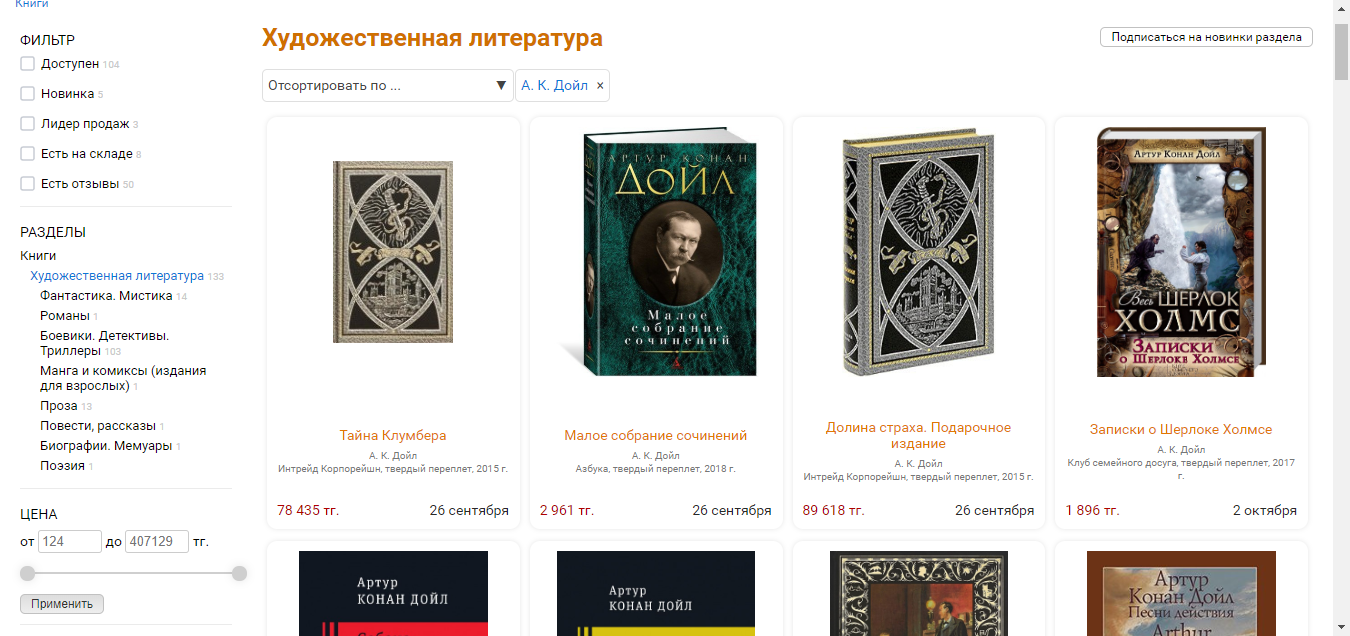 Книги
ФИЛЬТР
Доступен 104
Новинка 5
Лидер продаж 3
Есть на складе 8
Есть отзывы 50
РАЗДЕЛЫ
Книги
Художественная литература 133
Фантастика. Мистика 14
Романы 1
Боевики. Детективы.
Триллеры 103
Манга и комиксы (издания
для взрослых) 1
Проза 13
Повести, рассказы 1
Биографии. Мемуары 1
Поэзия 1
ЦЕНА
от 124 до 407129 тг.
Применить
Художественная литература
Подписаться на новинки раздела
Отсортировать по ... ▼
А. К. Дойл ×
АРТУР КОНАН
ДОЙЛ
Малое
собрание
сочинений
Артур Конан Дойл
Весь ШЕРЛОК
ХОЛМС
Записки
о Шерлоке Холмсе
Тайна Клумбера
А. К. Дойл
Интрейд Корпорейшн, твердый переплет, 2015 г.
78 435 тг.
26 сентября
Малое собрание сочинений
А. К. Дойл
Азбука, твердый переплет, 2018 г.
2 961 тг.
26 сентября
Долина страха. Подарочное
издание
А. К. Дойл
Интрейд Корпорейшн, твердый переплет, 2015 г.
89 618 тг.
26 сентября
Записки о Шерлоке Холмсе
А. К. Дойл
Клуб семейного досуга, твердый переплет, 2017
г.
1 896 тг.
2 октября
Артур
КОНАН ДОЙЛ
Артур
КОНАН ДОЙЛ
Артур
Конан Дойл
Песни действия
Arthur